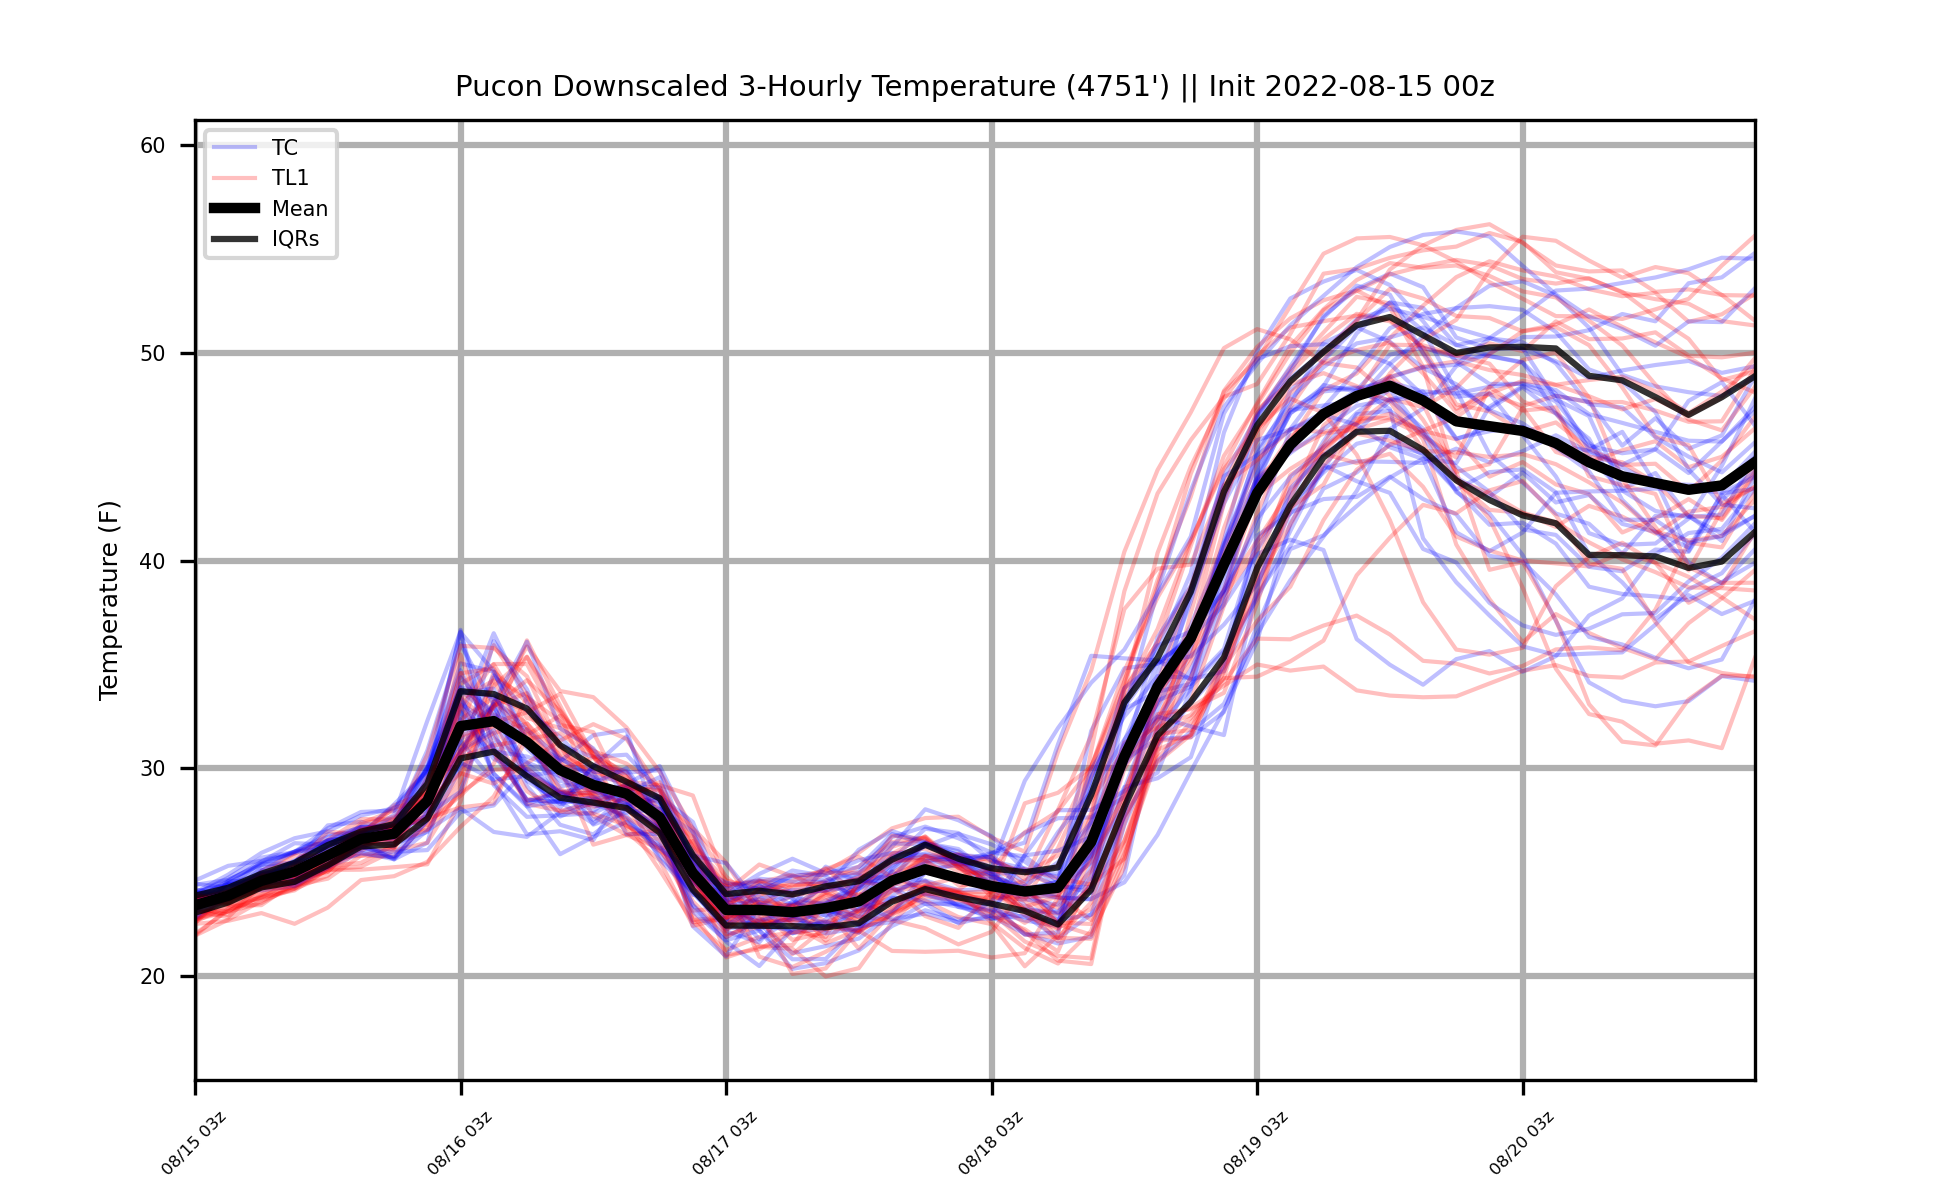 Pucon Downscaled 3-Hourly Temperature (4751') || Init 2022-08-15 00z
TC
TL1
Mean
IQRs
Temperature (F)
60
50
40
30
20
08/15 03z
08/16 03z
08/17 03z
08/18 03z
08/19 03z
08/20 03z